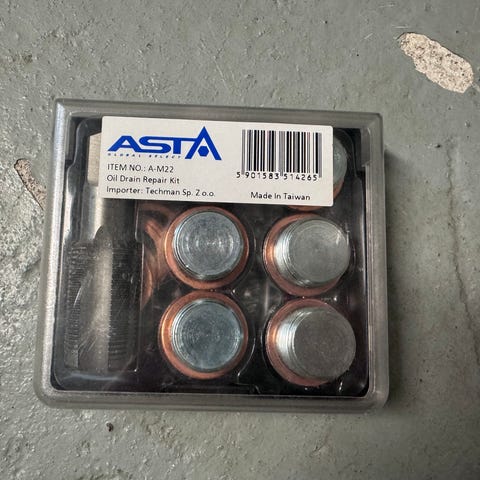 ASTA
GLOBAL SELECT
ITEM NO.: A-M22
Oil Drain Repair Kit
Importer: Techman Sp. Z o.o.
5 901583 514265
Made In Taiwan